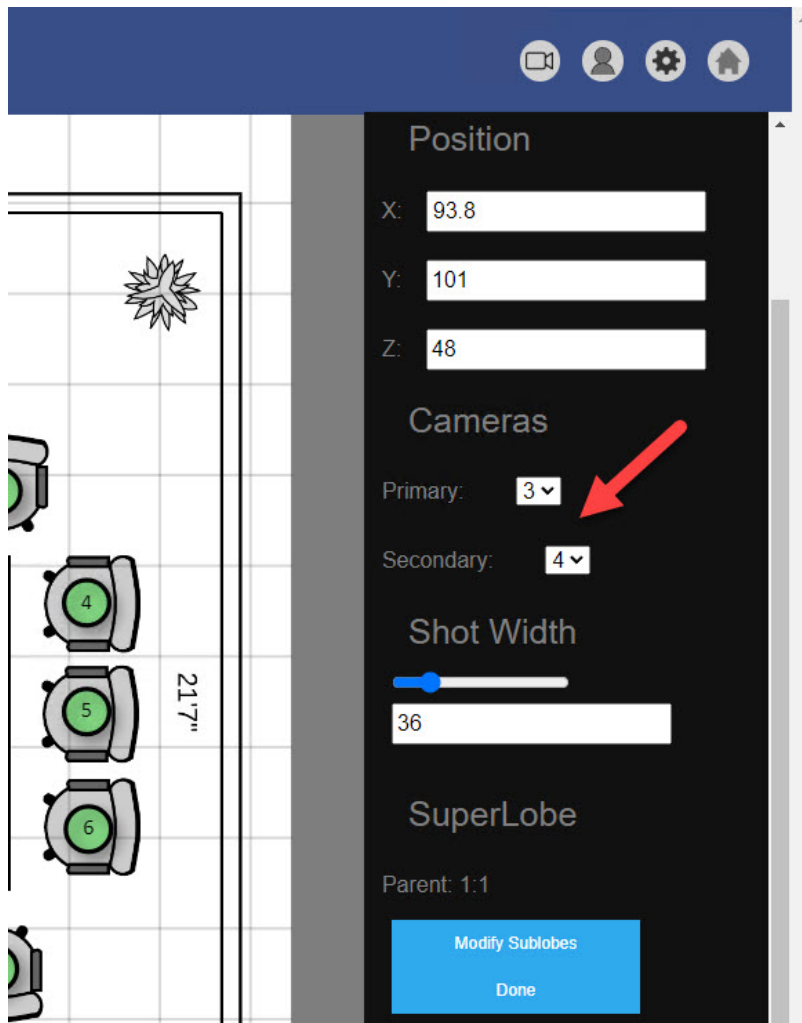 Position
X: 93.8
Y: 101
Z: 48
Cameras
Primary: 3
Secondary: 4
Shot Width
36
SuperLobe
Parent: 1:1
Modify Sublobes
Done
4
5
6
21'7"